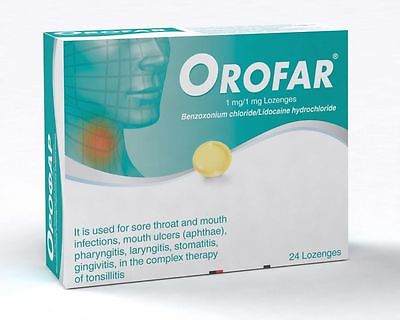 OROFAR®
1 mg/1 mg Lozenges
Benzoxonium chloride/Lidocaine hydrochloride
It is used for sore throat and mouth
infections, mouth ulcers (aphthae),
pharyngitis, laryngitis, stomatitis,
gingivitis, in the complex therapy
of tonsillitis
24 Lozenges
ОРОФАР